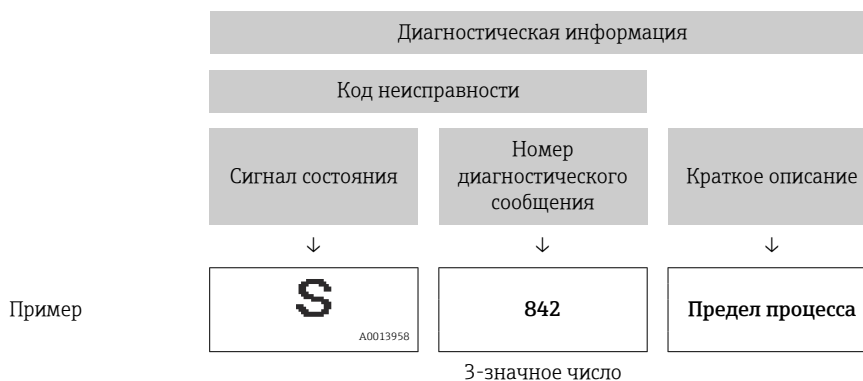 Диагностическая информация
Код неисправности
Сигнал состояния
Номер
диагностического
сообщения
Краткое описание
↓ ↓ ↓
Пример
S
A0013958
842
Предел процесса
3-значное число